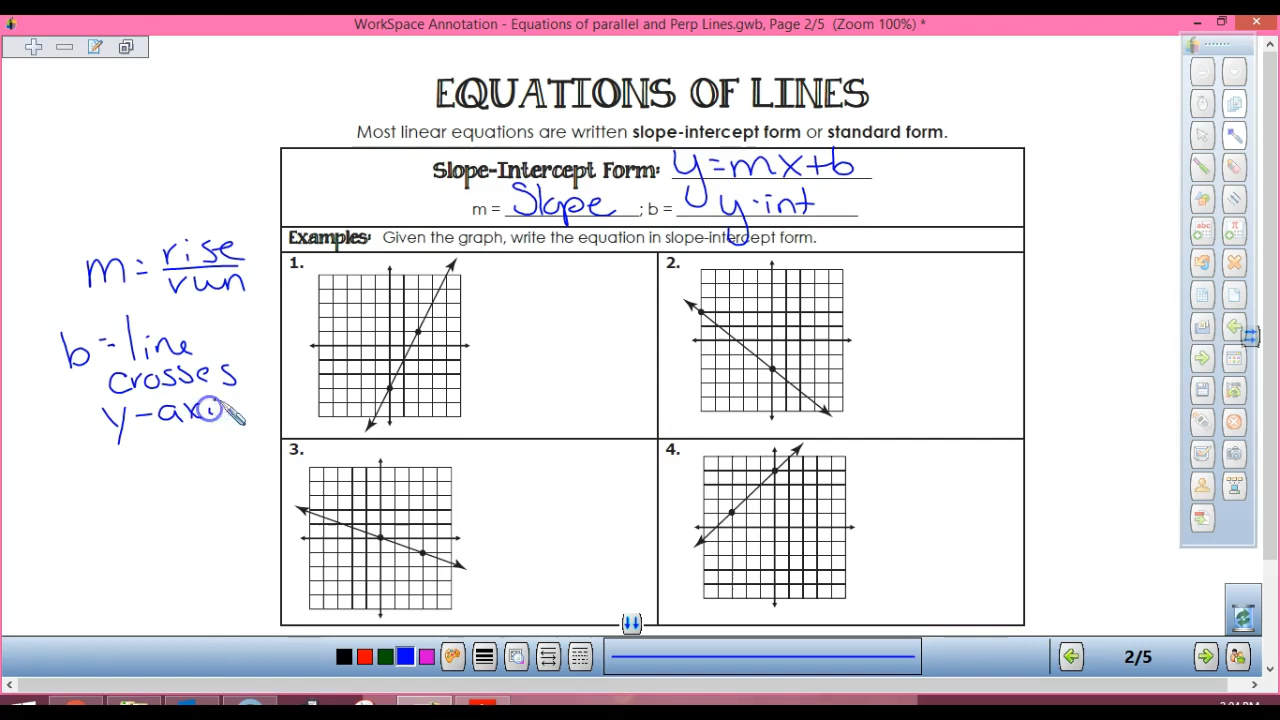 WorkSpace Annotation - Equations of parallel and Perp Lines.gwb, Page 2/5 (Zoom 100%) *
EQUATIONS OF LINES
Most linear equations are written slope-intercept form or standard form.
Slope-Intercept Form: y=mx+b
m = Slope ; b = y-int
Examples: Given the graph, write the equation in slope-intercept form.
m = rise
run
b = line
crosses
y-axi
1.
2.
3.
4.
abc
2/5